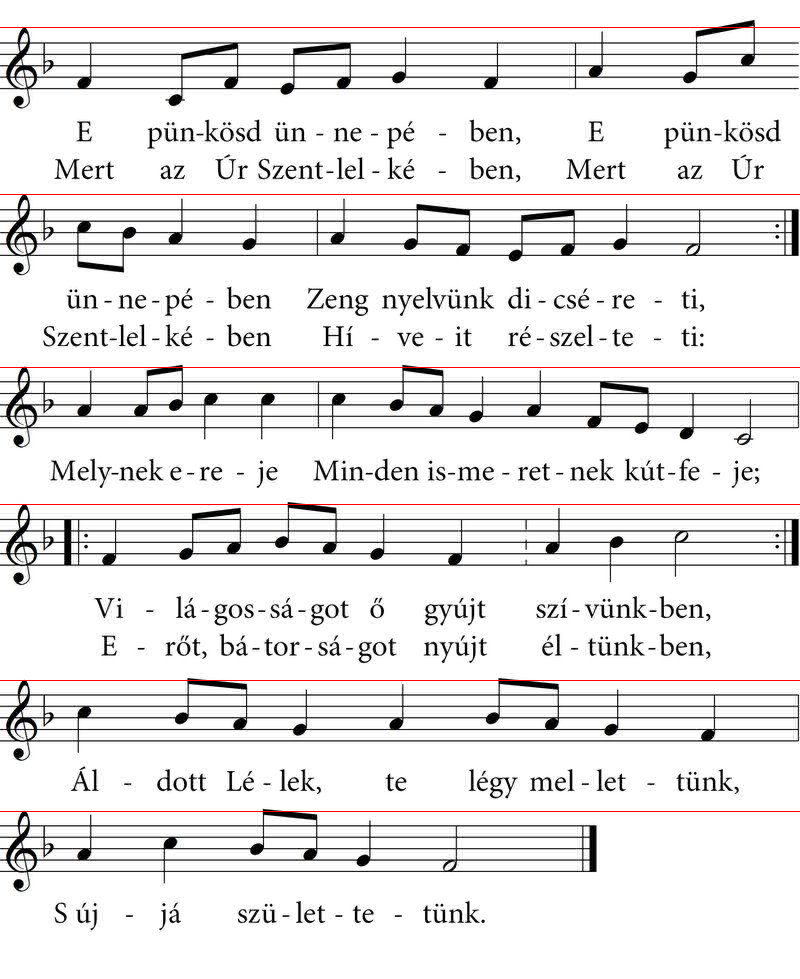 E pün-kösd ün - ne - pé - ben, E pün-kösd
Mert az Úr Szent-lel - ké - ben, Mert az Úr
ün - ne - pé - ben Zeng nyelvünk di - csé - re - ti,
Szent-lel - ké - ben Hí - ve - it ré - szel - te - ti:
Mely-nek e - re - je Min-den is-me - ret - nek kút-fe - je;
Vi - lá - gos - sá - got ő gyújt szí - vünk-ben,
E - rőt, bá - tor - sá - got nyújt él - tünk-ben,
Ál - dott Lé - lek, te légy mel - let - tünk,
S új - já szü - let - te - tünk.